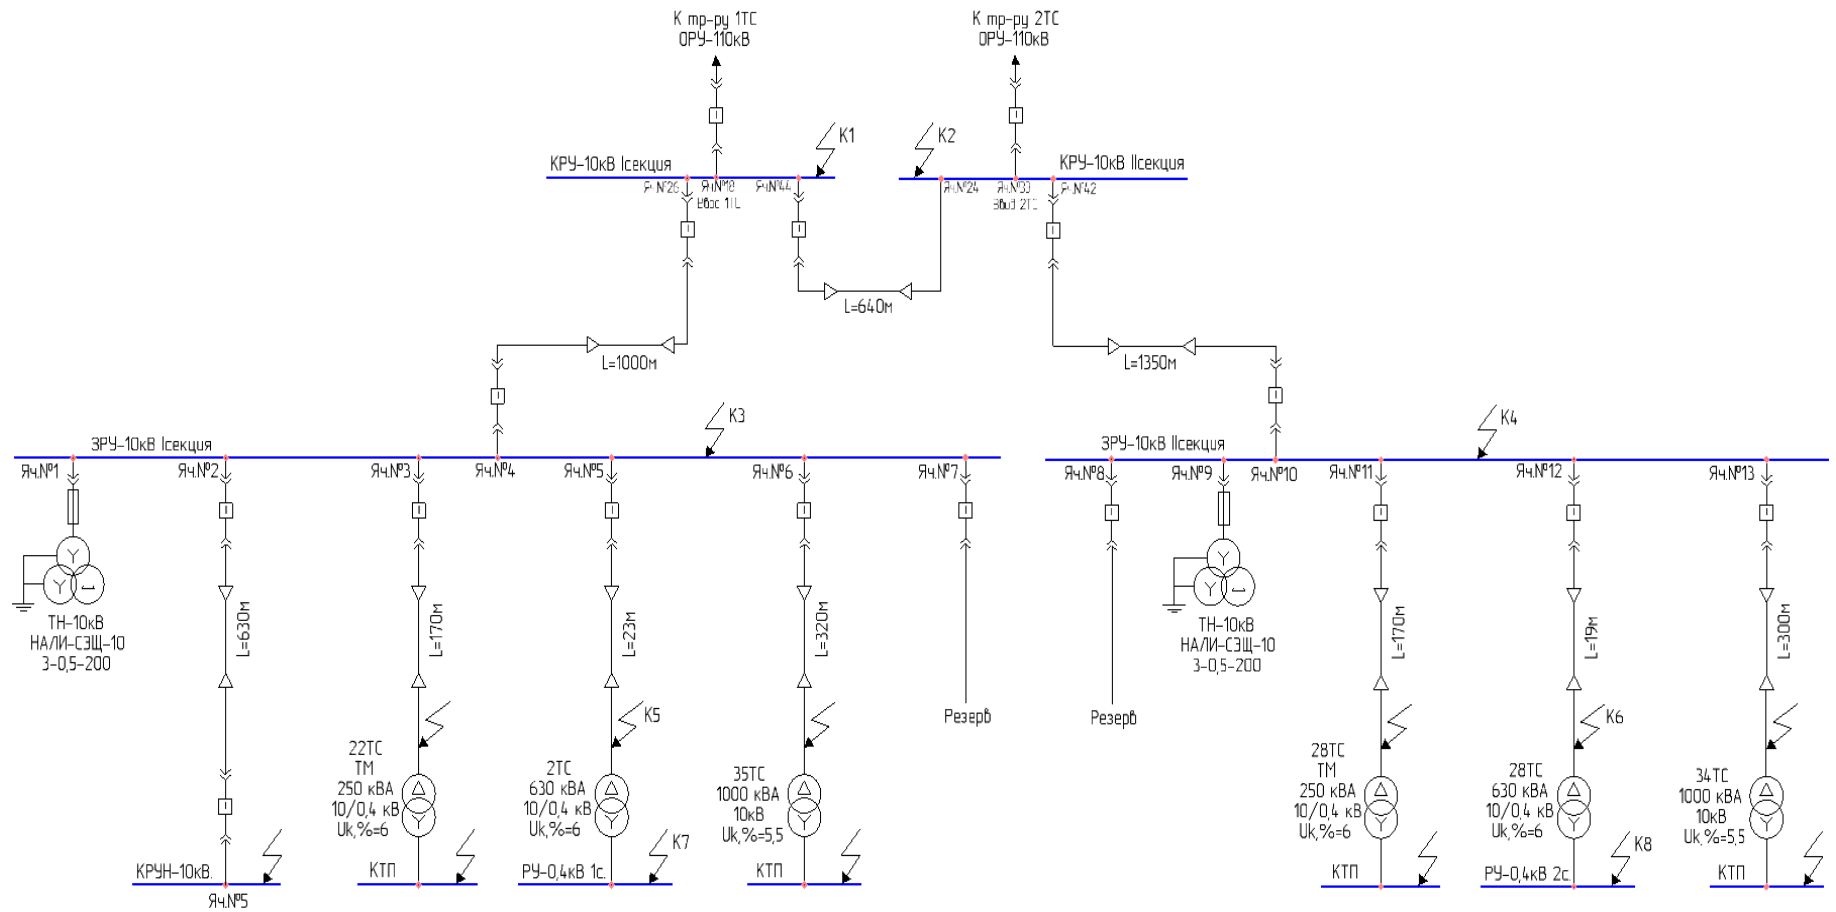 К тр-ру 1ТС
ОРУ-110кВ
К тр-ру 2ТС
ОРУ-110кВ
К1
К2
КРУ-10кВ Iсекция
КРУ-10кВ IIсекция
Яч.№26
Яч.№18
1ТС
Яч.№44
Яч.№24
Яч.№33
Ввод 2ТС
Яч.№42
L=640м
L=1000м
L=1350м
К3
К4
ЗРУ-10кВ Iсекция
ЗРУ-10кВ IIсекция
Яч.№1
Яч.№2
Яч.№3
Яч.№4
Яч.№5
Яч.№6
Яч.№7
Яч.№8
Яч.№9
Яч.№10
Яч.№11
Яч.№12
Яч.№13
ТН-10кВ
НАЛИ-СЭЩ-10
3-0,5-200
L=630м
L=170м
L=23м
L=320м
ТН-10кВ
НАЛИ-СЭЩ-10
3-0,5-200
L=170м
L=19м
L=300м
Резерв
Резерв
К5
К6
22ТС
ТМ
250 кВА
10/0,4 кВ
Uk,%=6
2ТС
630 кВА
10/0,4 кВ
Uk,%=6
35ТС
1000 кВА
10кВ
Uk,%=5,5
28ТС
ТМ
250 кВА
10/0,4 кВ
Uk,%=6
28ТС
630 кВА
10/0,4 кВ
Uk,%=6
34ТС
1000 кВА
10кВ
Uk,%=5,5
К7
К8
КРУН-10кВ.
Яч.№5
КТП
РУ-0,4кВ 1с.
КТП
КТП
РУ-0,4кВ 2с.
КТП